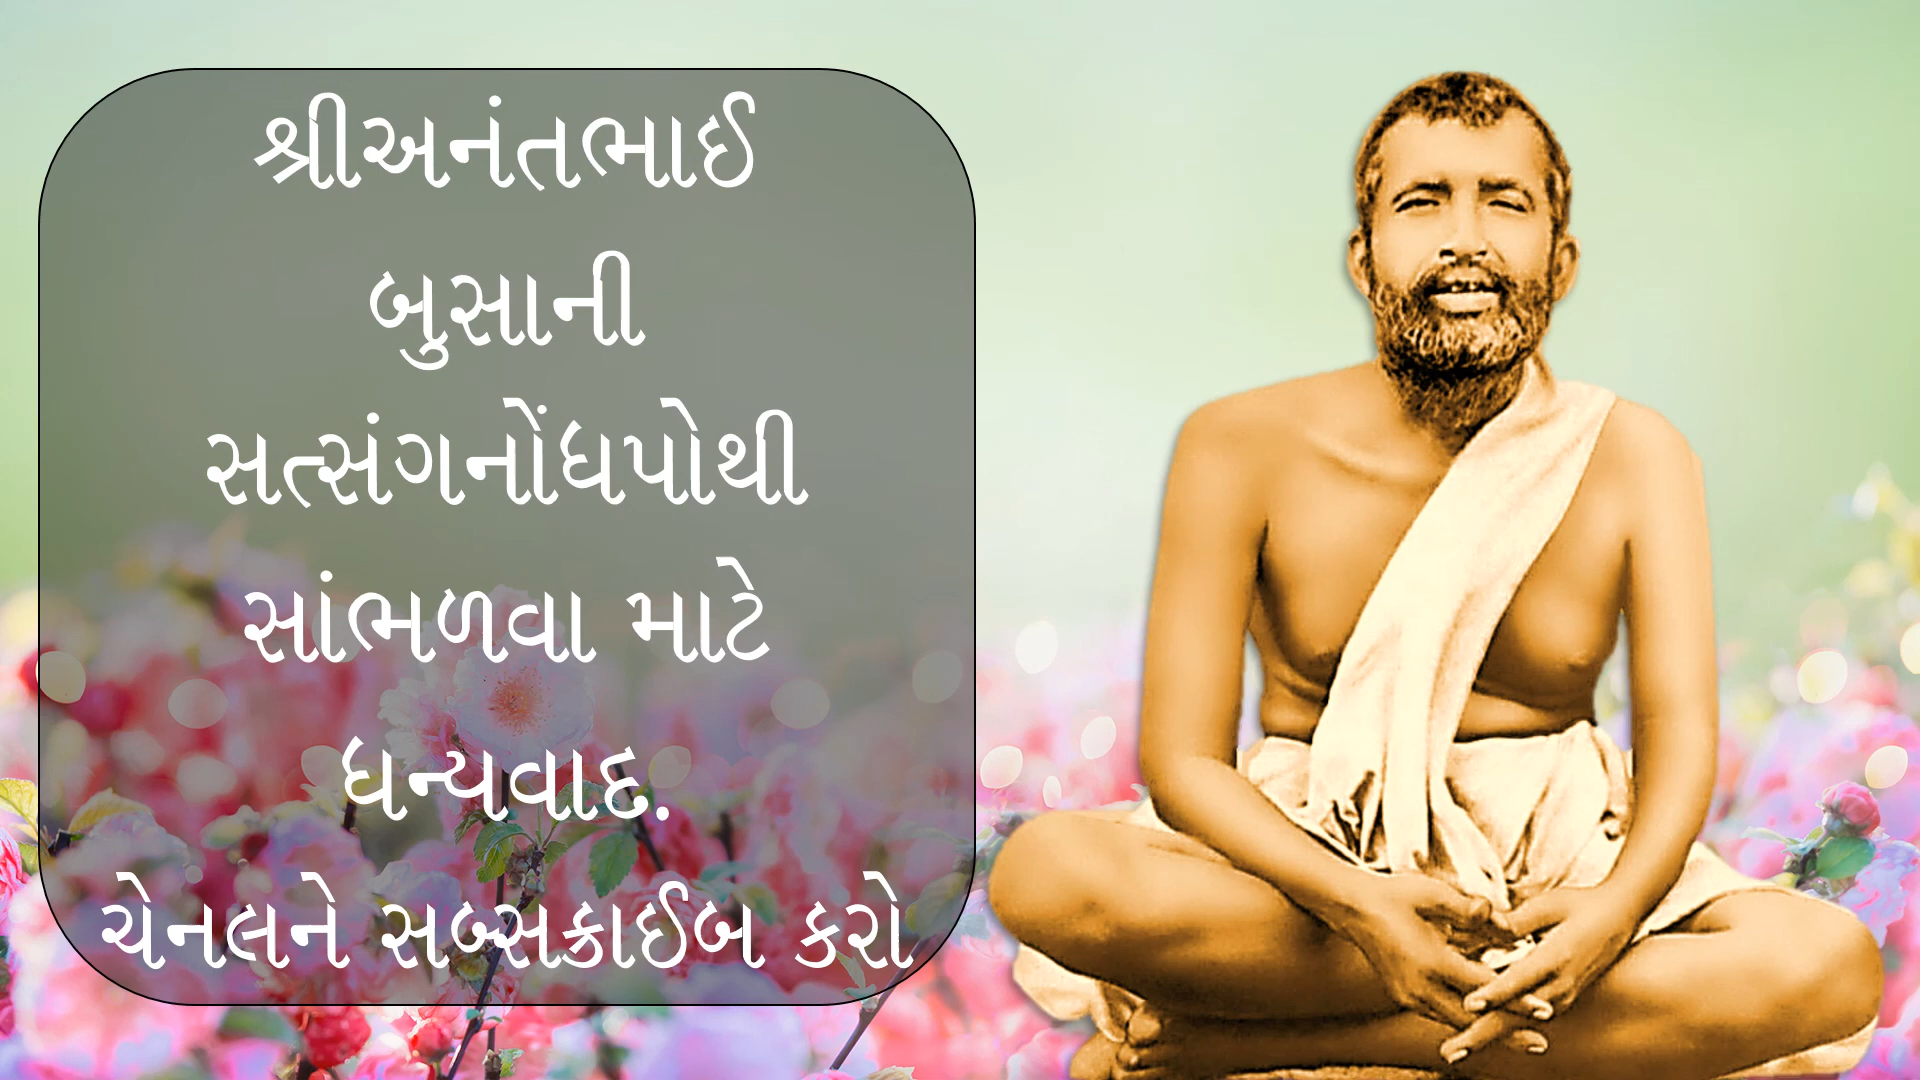 શ્રીઅનંતભાઈ
બુસાની
સત્સંગનોંધપોથી
સાંભળવા માટે
ધન્યવાદ.
ચેનલને સબ્સક્રાઈબ કરો